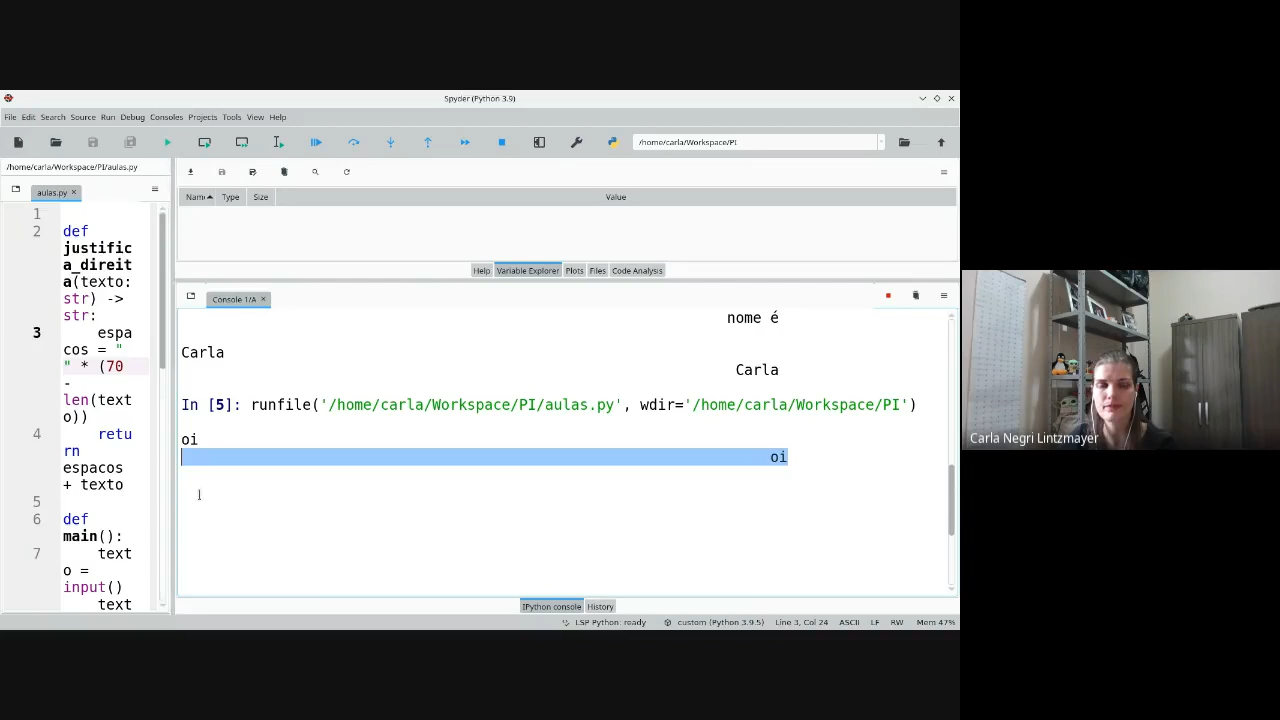 Spyder (Python 3.9)
File Edit Search Source Run Debug Consoles Projects Tools View Help
/home/carla/Workspace/PI
/home/carla/Workspace/PI/aulas.py
aulas.py
Nam Type Size Value
1
2 def
justific
a_direit
a(texto:
str) ->
str:
3 espa
cos = "
" * (70
-
len(text
o))
4 retu
rn
espacos
+ texto
5
6 def
main():
7 text
o =
input()
text
Help Variable Explorer Plots Files Code Analysis
Console 1/A
nome é
Carla
Carla
In [5]: runfile('/home/carla/Workspace/PI/aulas.py', wdir='/home/carla/Workspace/PI')
oi
oi
IPython console History
LSP Python: ready custom (Python 3.9.5) Line 3, Col 24 ASCII LF RW Mem 47%
Carla Negri Lintzmayer